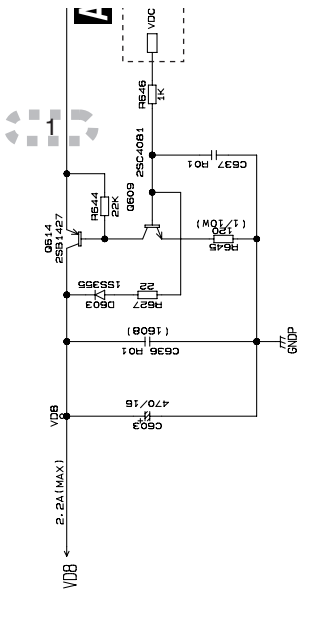 A
VDC
R646
1K
1
2SC4081
Q609
C637
R01
R644
22K
Q614
2SB1427
(1/10W)
120
R645
1SS355
D603
22
R627
(1608)
C636
R01
GNDP
VD8
470/16
C603
2.2A(MAX)
VD8